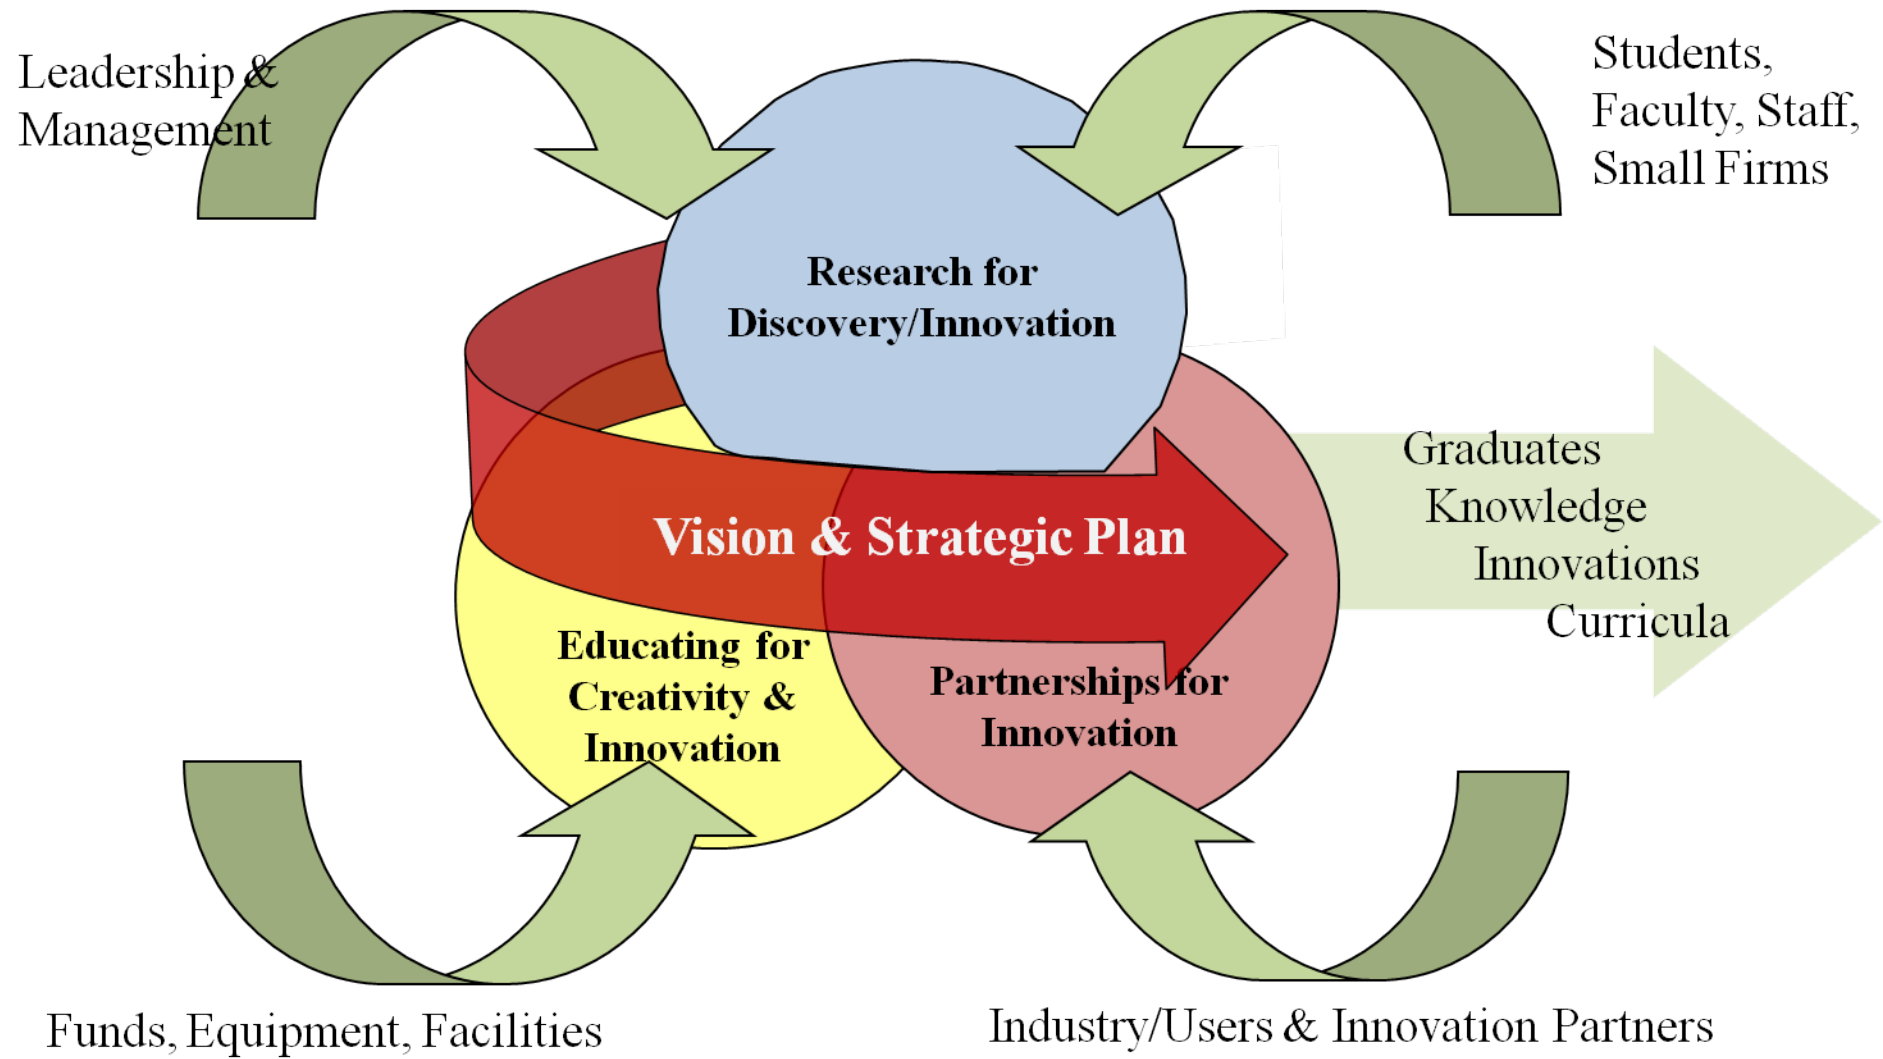 Leadership &
Management
Students,
Faculty, Staff,
Small Firms
Research for
Discovery/Innovation
Graduates
Knowledge
Innovations
Curricula
Vision & Strategic Plan
Educating for
Creativity &
Innovation
Partnerships for
Innovation
Funds, Equipment, Facilities
Industry/Users & Innovation Partners